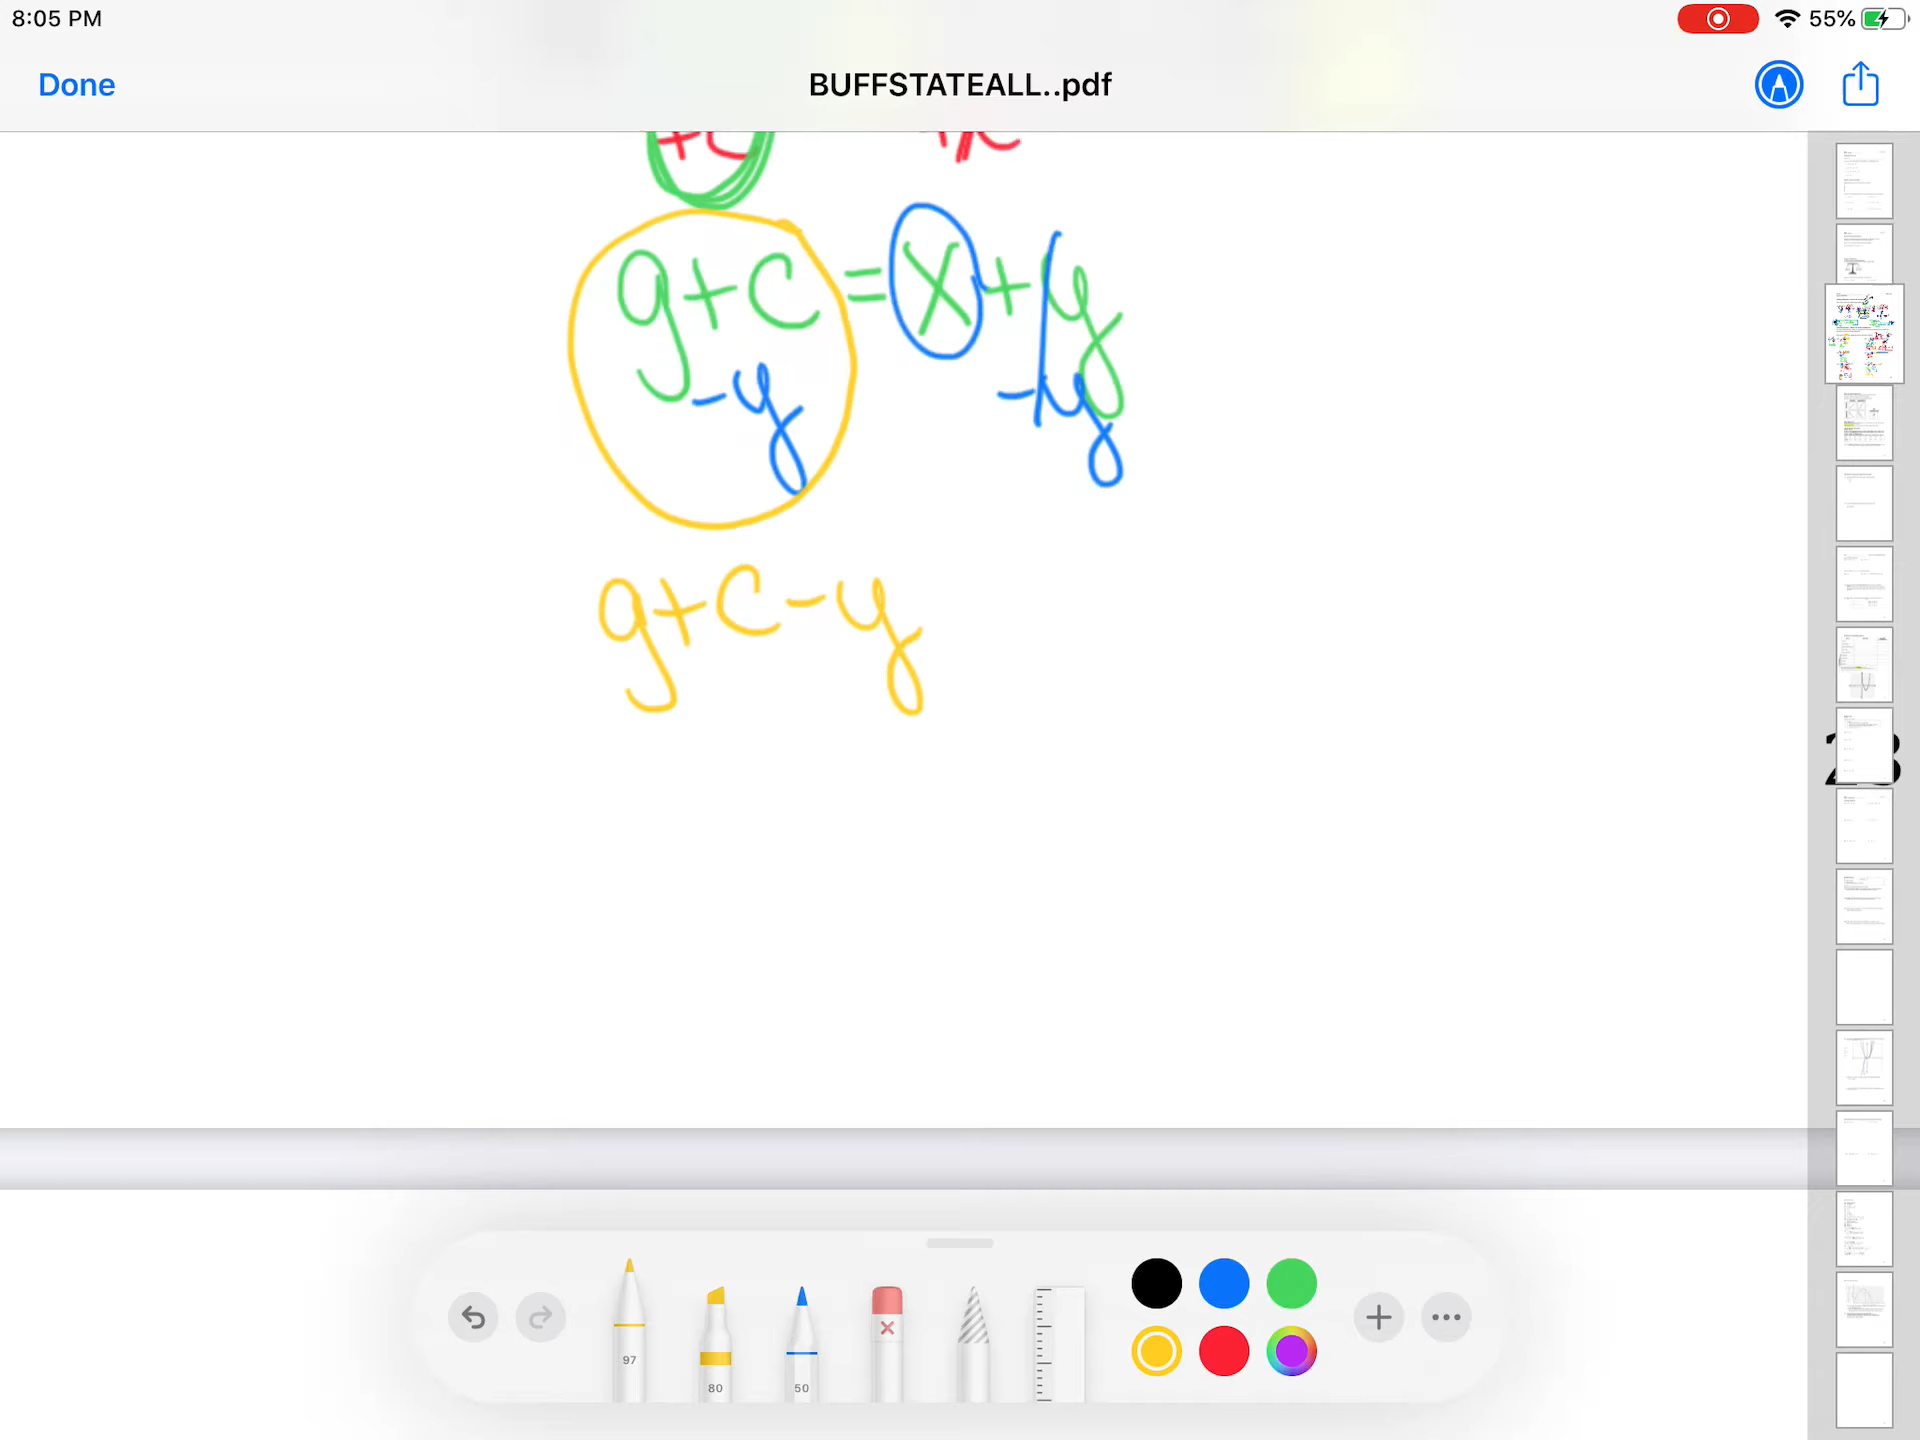 8:05 PM
55%
Done
BUFFSTATEALL..pdf
+C
g+C=x+y
-y -y
g+C-y
97
80
50